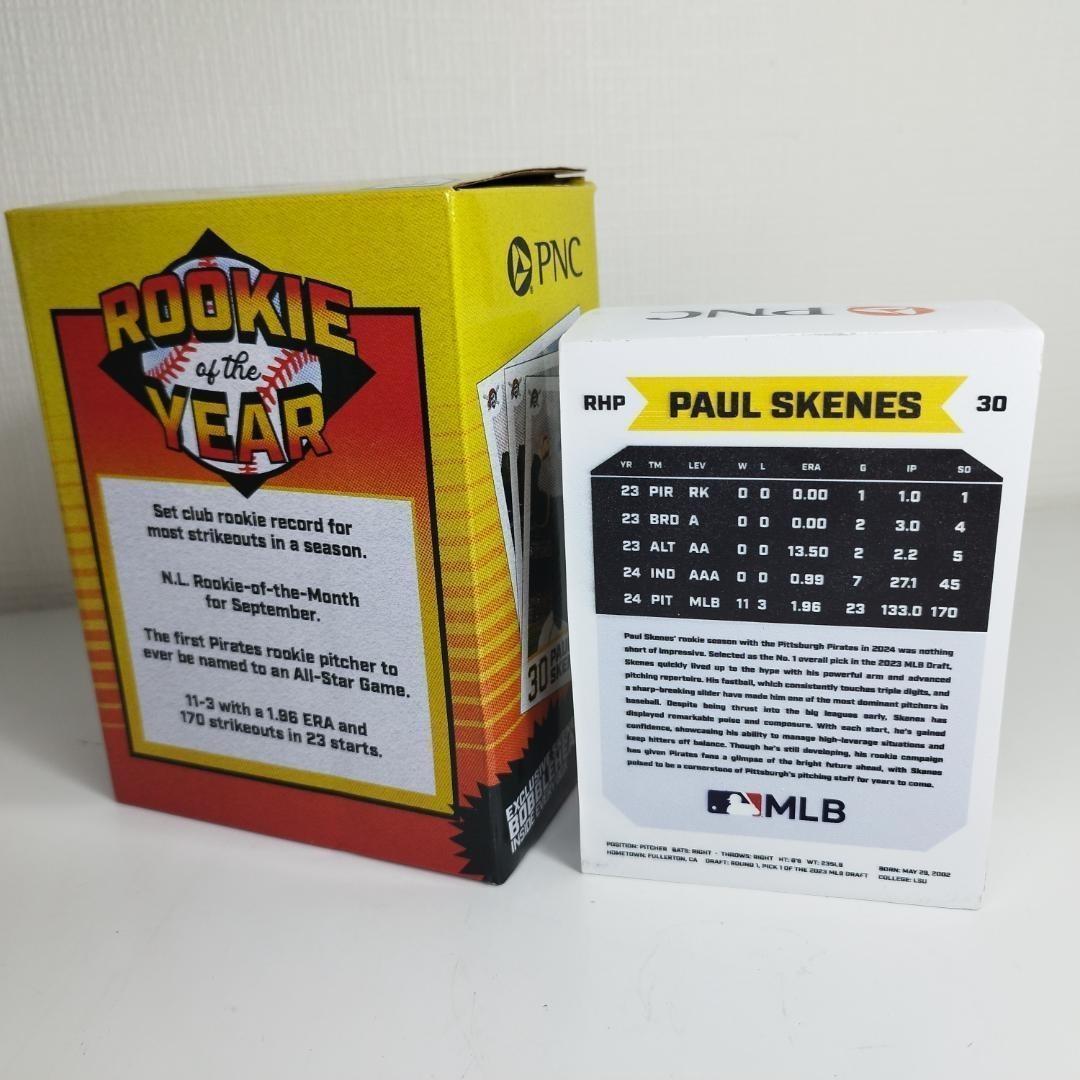 ROOKIE
of the
YEAR
Set club rookie record for
most strikeouts in a season.
N.L. Rookie-of-the-Month
for September.
The first Pirates rookie pitcher to
ever be named to an All-Star Game.
11-3 with a 1.96 ERA and
170 strikeouts in 23 starts.
PNC
30
EXCLUSIVE
INSIDE
PNC
RHP PAUL SKENES 30
YR TM LEV W L ERA G IP SO
23 PIR RK 0 0 0.00 1 1.0 1
23 BRD A 0 0 0.00 2 3.0 4
23 ALT AA 0 0 13.50 2 2.2 5
24 IND AAA 0 0 0.99 7 27.1 45
24 PIT MLB 11 3 1.96 23 133.0 170
Paul Skenes' rookie season with the Pittsburgh Pirates in 2024 was nothing
short of impressive. Selected as the No. 1 overall pick in the 2023 MLB Draft,
Skenes quickly lived up to the hype with his powerful arm and advanced
pitching repertoire. His fastball, which consistently touches triple digits, and
a sharp-breaking slider have made him one of the most dominant pitchers in
baseball. Despite being thrust into the big leagues early, Skenes has
displayed remarkable poise and composure. With each start, he's gained
confidence, showcasing his ability to manage high-leverage situations and
keep hitters off balance. Though he's still developing, his rookie campaign
has given Pirates fans a glimpse of the bright future ahead, with Skenes
poised to be a cornerstone of Pittsburgh's pitching staff for years to come.
MLB
POSITION: PITCHER BATS: RIGHT - THROWS: RIGHT HT: 6'6 WT: 235LB
HOMETOWN: FULLERTON, CA DRAFT: ROUND 1, PICK 1 OF THE 2023 MLB DRAFT
BORN: MAY 29, 2002
COLLEGE: LSU